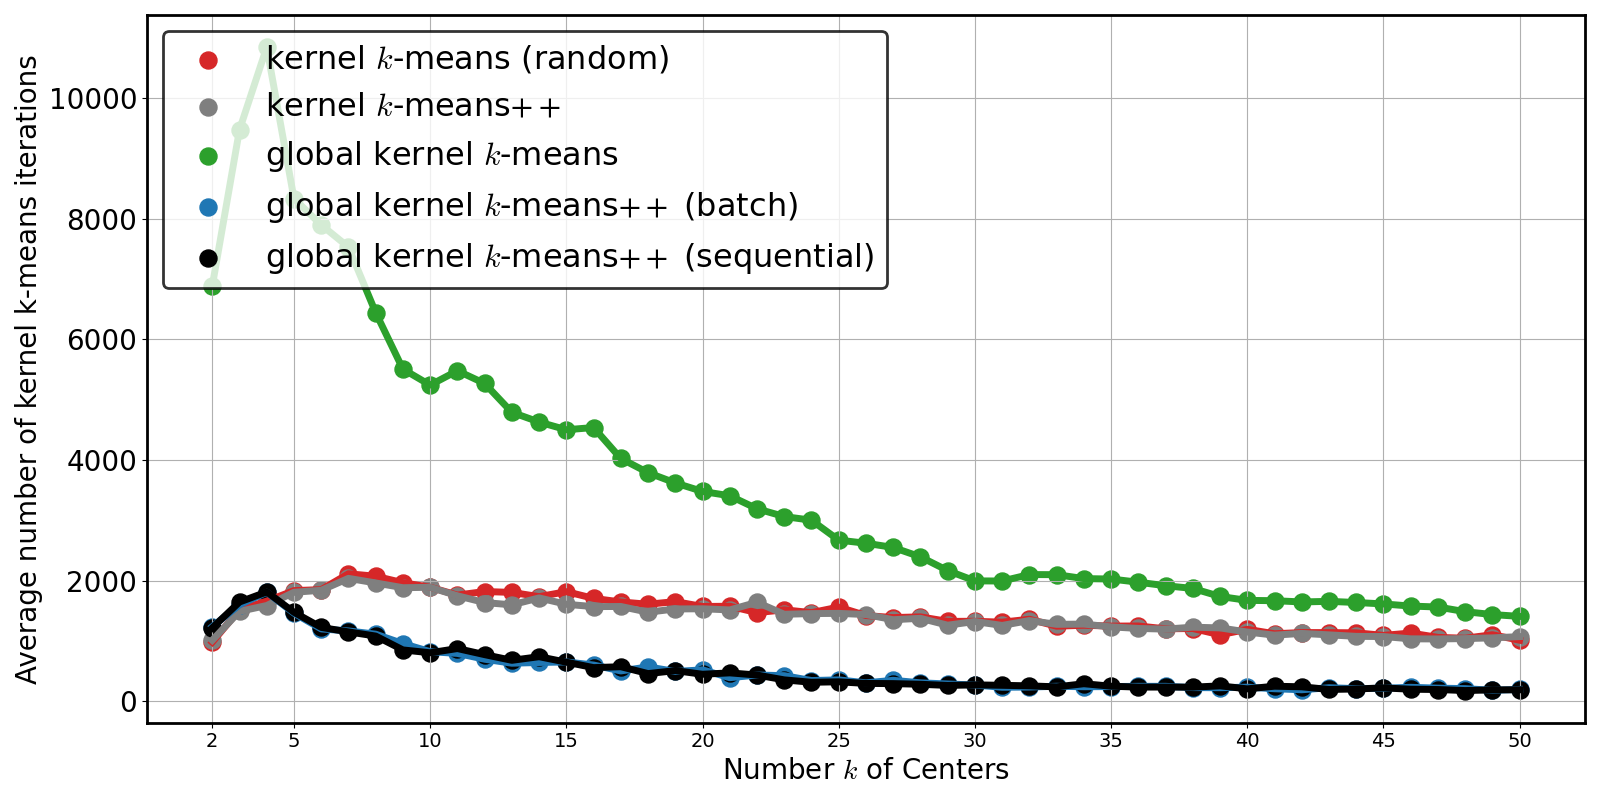 kernel k-means (random)
kernel k-means++
global kernel k-means
global kernel k-means++ (batch)
global kernel k-means++ (sequential)
Average number of kernel k-means iterations
10000
8000
6000
4000
2000
0
2 5 10 15 20 25 30 35 40 45 50
Number k of Centers